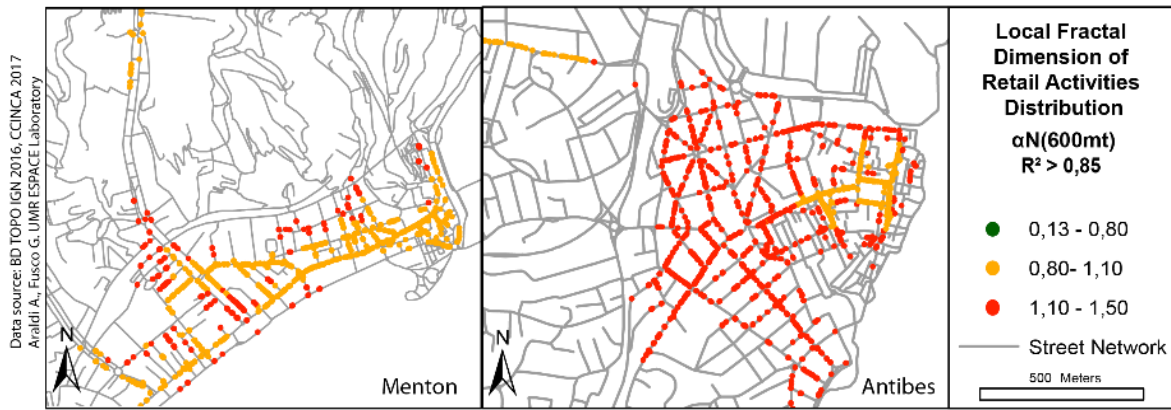 Data source: BD TOPO IGN 2016, CCINCA 2017
Araldi A., Fusco G. UMR ESPACE Laboratory
N
Menton
N
Antibes
Local Fractal
Dimension of
Retail Activities
Distribution
αN(600mt)
R² > 0,85
0,13 - 0,80
0,80- 1,10
1,10 - 1,50
Street Network
500 Meters